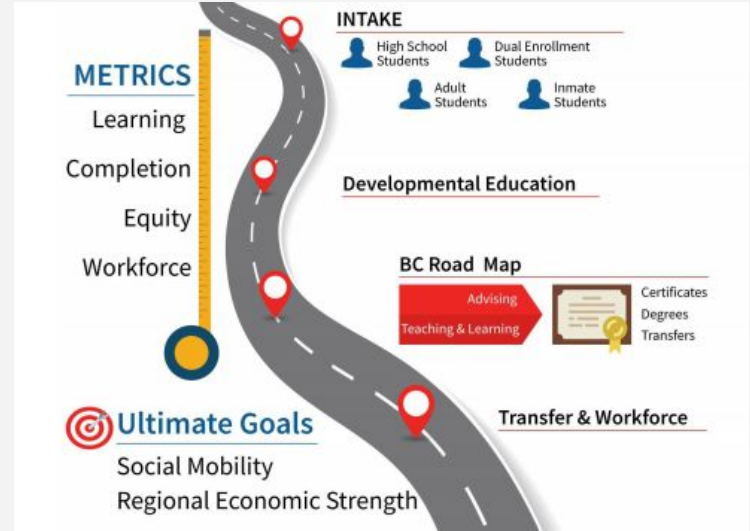 INTAKE
High School
Students
Dual Enrollment
Students
Adult
Students
Inmate
Students
METRICS
Learning
Completion
Equity
Workforce
Developmental Education
BC Road Map
Advising
Teaching & Learning
Certificates
Degrees
Transfers
Transfer & Workforce
Ultimate Goals
Social Mobility
Regional Economic Strength